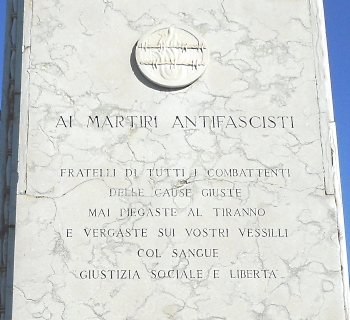 AI MARTIRI ANTIFASCISTI
FRATELLI DI TUTTI I COMBATTENTI
DELLE CAUSE GIUSTE
MAI PIEGASTE AL TIRANNO
E VERGASTE SUI VOSTRI VESSILLI
COL SANGUE
GIUSTIZIA SOCIALE E LIBERTA'